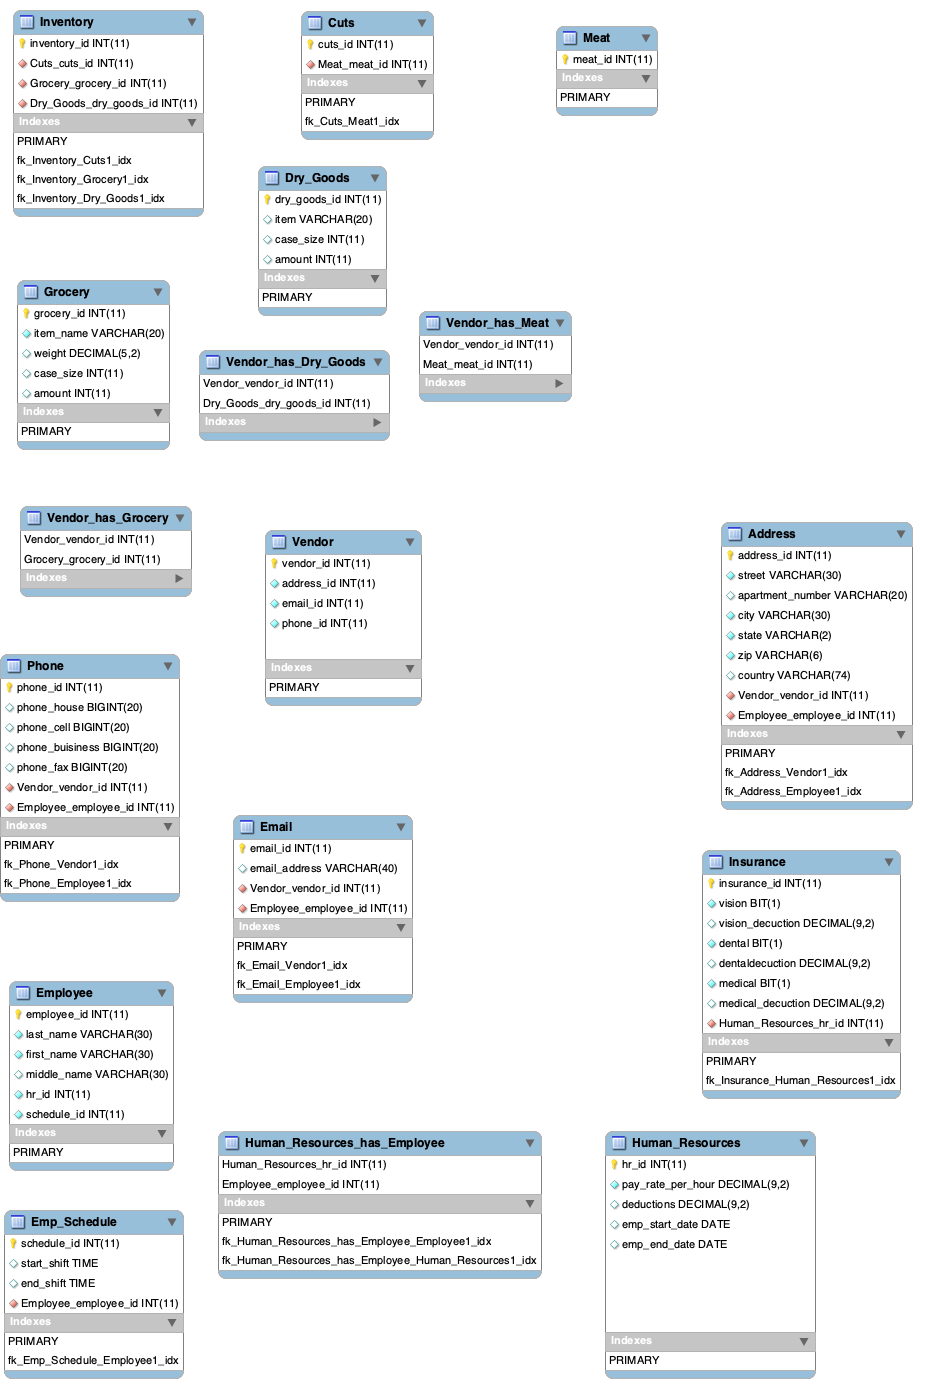 Inventory
inventory_id INT(11)
Cuts_cuts_id INT(11)
Grocery_grocery_id INT(11)
Dry_Goods_dry_goods_id INT(11)
Indexes
PRIMARY
fk_Inventory_Cuts1_idx
fk_Inventory_Grocery1_idx
fk_Inventory_Dry_Goods1_idx
Cuts
cuts_id INT(11)
Meat_meat_id INT(11)
Indexes
PRIMARY
fk_Cuts_Meat1_idx
Meat
meat_id INT(11)
Indexes
PRIMARY
Dry_Goods
dry_goods_id INT(11)
item VARCHAR(20)
case_size INT(11)
amount INT(11)
Indexes
PRIMARY
Grocery
grocery_id INT(11)
item_name VARCHAR(20)
weight DECIMAL(5,2)
case_size INT(11)
amount INT(11)
Indexes
PRIMARY
Vendor_has_Dry_Goods
Vendor_vendor_id INT(11)
Dry_Goods_dry_goods_id INT(11)
Indexes
Vendor_has_Meat
Vendor_vendor_id INT(11)
Meat_meat_id INT(11)
Indexes
Vendor_has_Grocery
Vendor_vendor_id INT(11)
Grocery_grocery_id INT(11)
Indexes
Vendor
vendor_id INT(11)
address_id INT(11)
email_id INT(11)
phone_id INT(11)
Indexes
PRIMARY
Address
address_id INT(11)
street VARCHAR(30)
apartment_number VARCHAR(20)
city VARCHAR(30)
state VARCHAR(2)
zip VARCHAR(6)
country VARCHAR(74)
Vendor_vendor_id INT(11)
Employee_employee_id INT(11)
Indexes
PRIMARY
fk_Address_Vendor1_idx
fk_Address_Employee1_idx
Phone
phone_id INT(11)
phone_house BIGINT(20)
phone_cell BIGINT(20)
phone_buisiness BIGINT(20)
phone_fax BIGINT(20)
Vendor_vendor_id INT(11)
Employee_employee_id INT(11)
Indexes
PRIMARY
fk_Phone_Vendor1_idx
fk_Phone_Employee1_idx
Email
email_id INT(11)
email_address VARCHAR(40)
Vendor_vendor_id INT(11)
Employee_employee_id INT(11)
Indexes
PRIMARY
fk_Email_Vendor1_idx
fk_Email_Employee1_idx
Insurance
insurance_id INT(11)
vision BIT(1)
vision_decuction DECIMAL(9,2)
dental BIT(1)
dentaldecuction DECIMAL(9,2)
medical BIT(1)
medical_decuction DECIMAL(9,2)
Human_Resources_hr_id INT(11)
Indexes
PRIMARY
fk_Insurance_Human_Resources1_idx
Employee
employee_id INT(11)
last_name VARCHAR(30)
first_name VARCHAR(30)
middle_name VARCHAR(30)
hr_id INT(11)
schedule_id INT(11)
Indexes
PRIMARY
Human_Resources_has_Employee
Human_Resources_hr_id INT(11)
Employee_employee_id INT(11)
Indexes
PRIMARY
fk_Human_Resources_has_Employee_Employee1_idx
fk_Human_Resources_has_Employee_Human_Resources1_idx
Human_Resources
hr_id INT(11)
pay_rate_per_hour DECIMAL(9,2)
deductions DECIMAL(9,2)
emp_start_date DATE
emp_end_date DATE
Indexes
PRIMARY
Emp_Schedule
schedule_id INT(11)
start_shift TIME
end_shift TIME
Employee_employee_id INT(11)
Indexes
PRIMARY
fk_Emp_Schedule_Employee1_idx